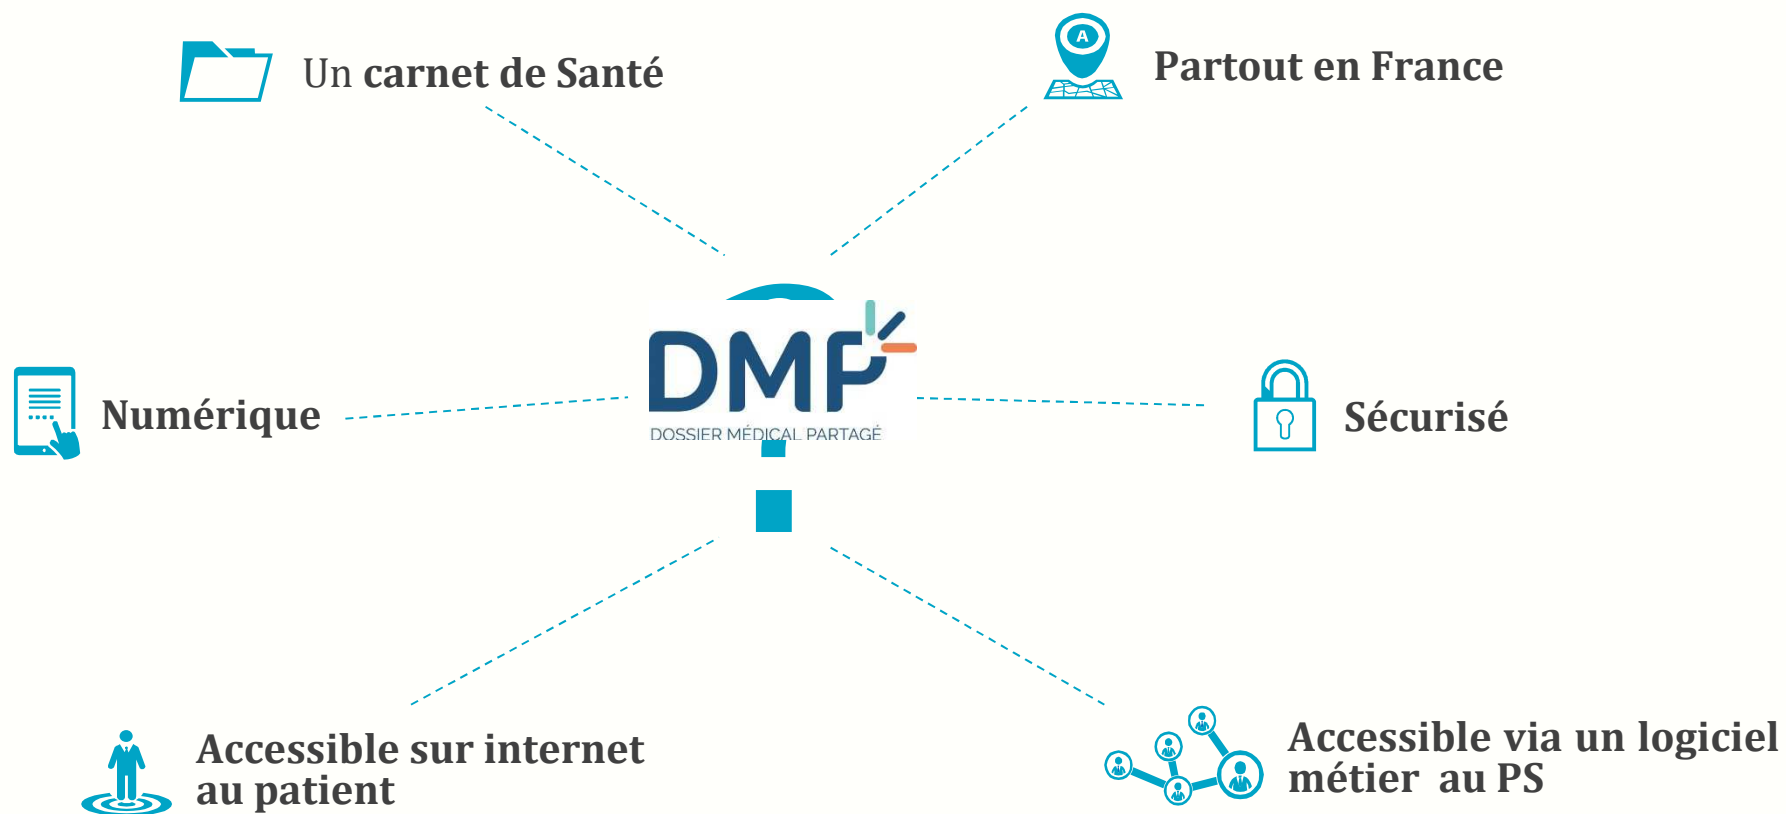 Un carnet de Santé
A
Partout en France
DMP
DOSSIER MÉDICAL PARTAGÉ
Numérique
Sécurisé
Accessible sur internet
au patient
Accessible via un logiciel
métier au PS